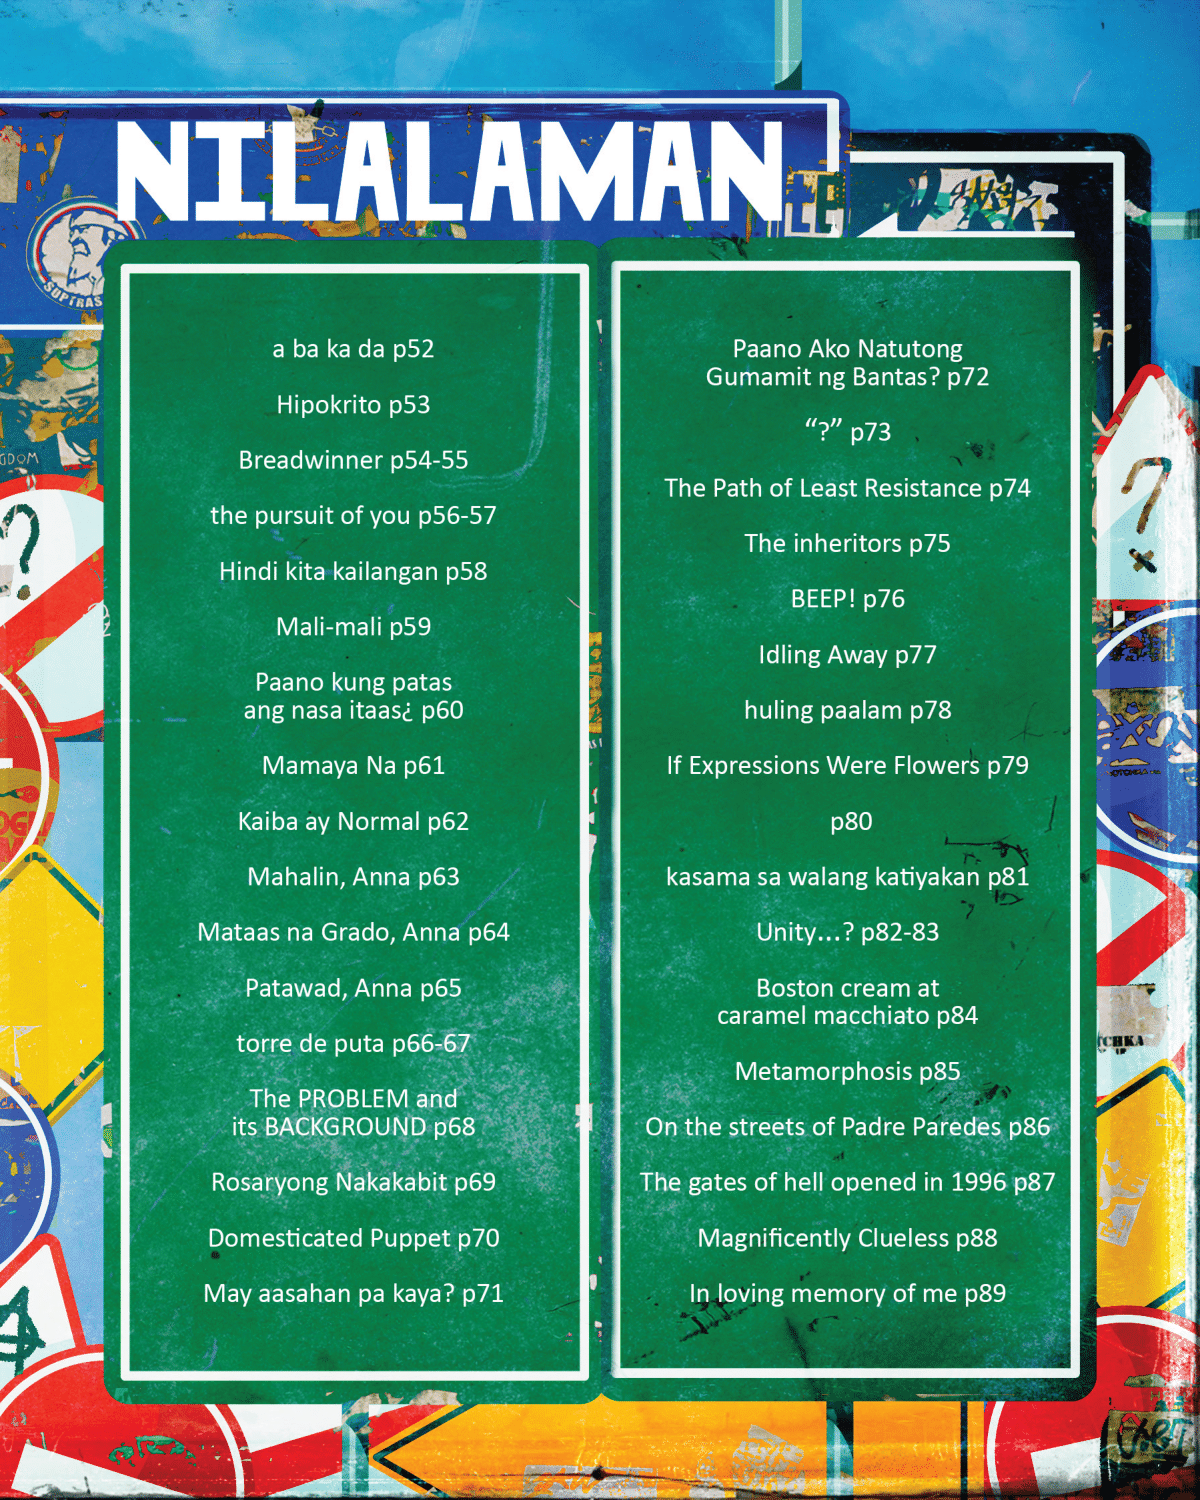 NILALAMAN
SUPTRAS
a ba ka da p52
Hipokrito p53
Breadwinner p54-55
the pursuit of you p56-57
Hindi kita kailangan p58
Mali-mali p59
Paano kung patas
ang nasa itaas¿ p60
Mamaya Na p61
Kaiba ay Normal p62
Mahalin, Anna p63
Mataas na Grado, Anna p64
Patawad, Anna p65
torre de puta p66-67
The PROBLEM and
its BACKGROUND p68
Rosaryong Nakakabit p69
Domesticated Puppet p70
May aasahan pa kaya? p71
Paano Ako Natutong
Gumamit ng Bantas? p72
“?” p73
The Path of Least Resistance p74
The inheritors p75
BEEP! p76
Idling Away p77
huling paalam p78
If Expressions Were Flowers p79
p80
kasama sa walang katiyakan p81
Unity...? p82-83
Boston cream at
caramel macchiato p84
Metamorphosis p85
On the streets of Padre Paredes p86
The gates of hell opened in 1996 p87
Magnificently Clueless p88
In loving memory of me p89
?
?